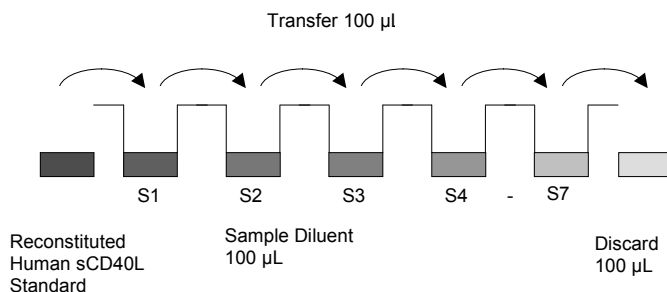 Transfer 100 µl
S1 S2 S3 S4 - S7
Reconstituted
Human sCD40L
Standard
Sample Diluent
100 µL
Discard
100 µL